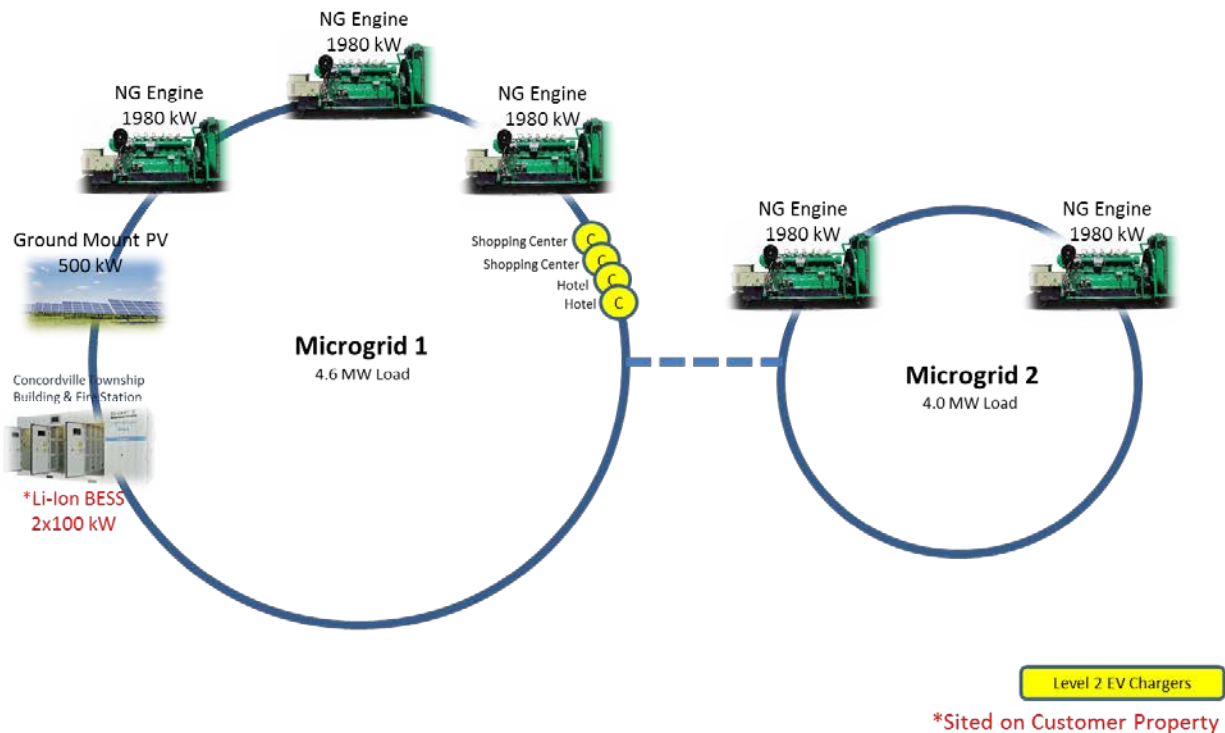 NG Engine
1980 kW
NG Engine
1980 kW
NG Engine
1980 kW
Ground Mount PV
500 kW
Shopping Center
C
Shopping Center
C
Hotel
C
Hotel
C
Concordville Township
Building & Fire Station
*Li-Ion BESS
2x100 kW
Microgrid 1
4.6 MW Load
NG Engine
1980 kW
NG Engine
1980 kW
Microgrid 2
4.0 MW Load
Level 2 EV Chargers
*Sited on Customer Property